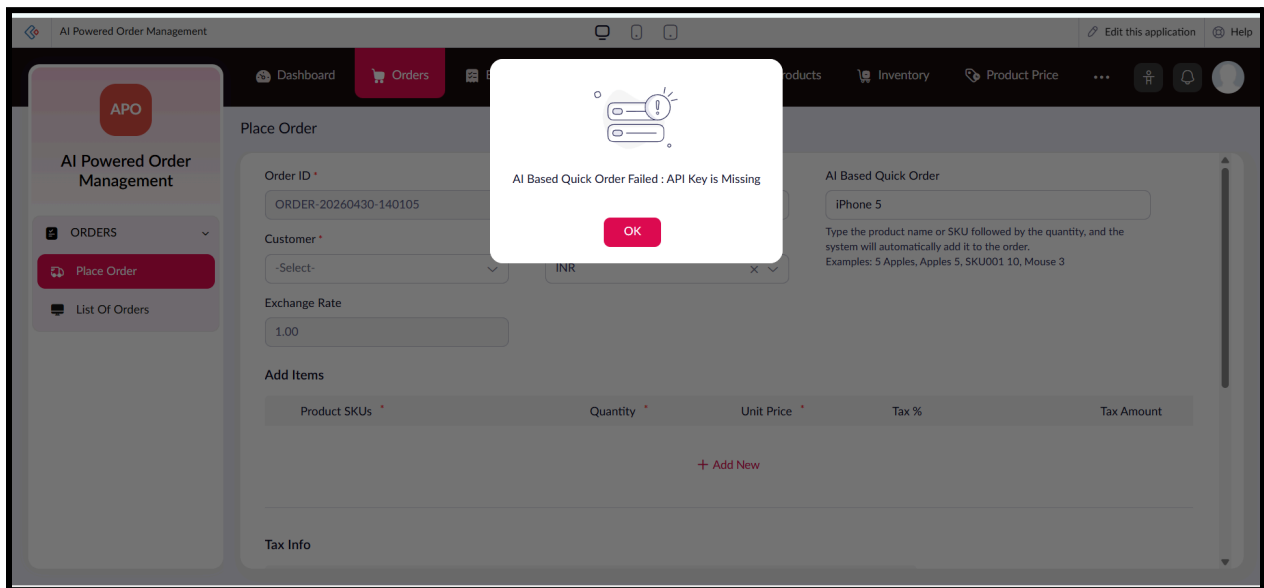 AI Powered Order Management
Edit this application
Help
Dashboard
Orders
Products
Inventory
Product Price
APO
AI Powered Order
Management
ORDERS
Place Order
List Of Orders
Place Order
Order ID *
ORDER-20260430-140105
Customer *
-Select-
INR
Exchange Rate
1.00
AI Based Quick Order
iPhone 5
Type the product name or SKU followed by the quantity, and the
system will automatically add it to the order.
Examples: 5 Apples, Apples 5, SKU001 10, Mouse 3
AI Based Quick Order Failed : API Key is Missing
OK
Add Items
Product SKUs * Quantity * Unit Price * Tax % Tax Amount
+ Add New
Tax Info